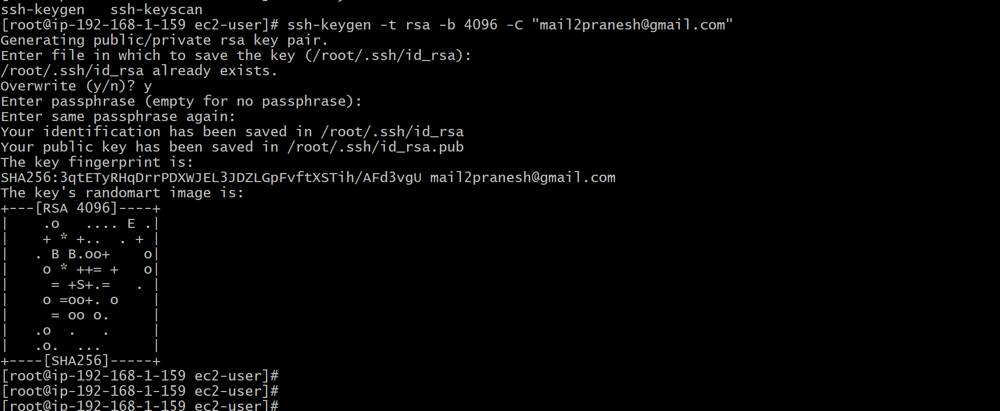 ssh-keygen   ssh-keyscan
[root@ip-192-168-1-159 ec2-user]# ssh-keygen -t rsa -b 4096 -C "mail2pranesh@gmail.com"
Generating public/private rsa key pair.
Enter file in which to save the key (/root/.ssh/id_rsa):
/root/.ssh/id_rsa already exists.
Overwrite (y/n)? y
Enter passphrase (empty for no passphrase):
Enter same passphrase again:
Your identification has been saved in /root/.ssh/id_rsa
Your public key has been saved in /root/.ssh/id_rsa.pub
The key fingerprint is:
SHA256:3qtETyRHqDrrPDXWJEL3JDZLGpFvftXSTih/AFd3vgU mail2pranesh@gmail.com
The key's randomart image is:
+---[RSA 4096]----+
|    .o   .... E .|
|    + * +..  . + |
|   . B B.oo+    o|
|    o * ++= +   o|
|     = +S+.=   . |
|    o =oo+. o    |
|     = oo o.     |
|   .o  .   .     |
|   .o.  ...      |
+----[SHA256]-----+
[root@ip-192-168-1-159 ec2-user]#
[root@ip-192-168-1-159 ec2-user]#
[root@ip-192-168-1-159 ec2-user]#